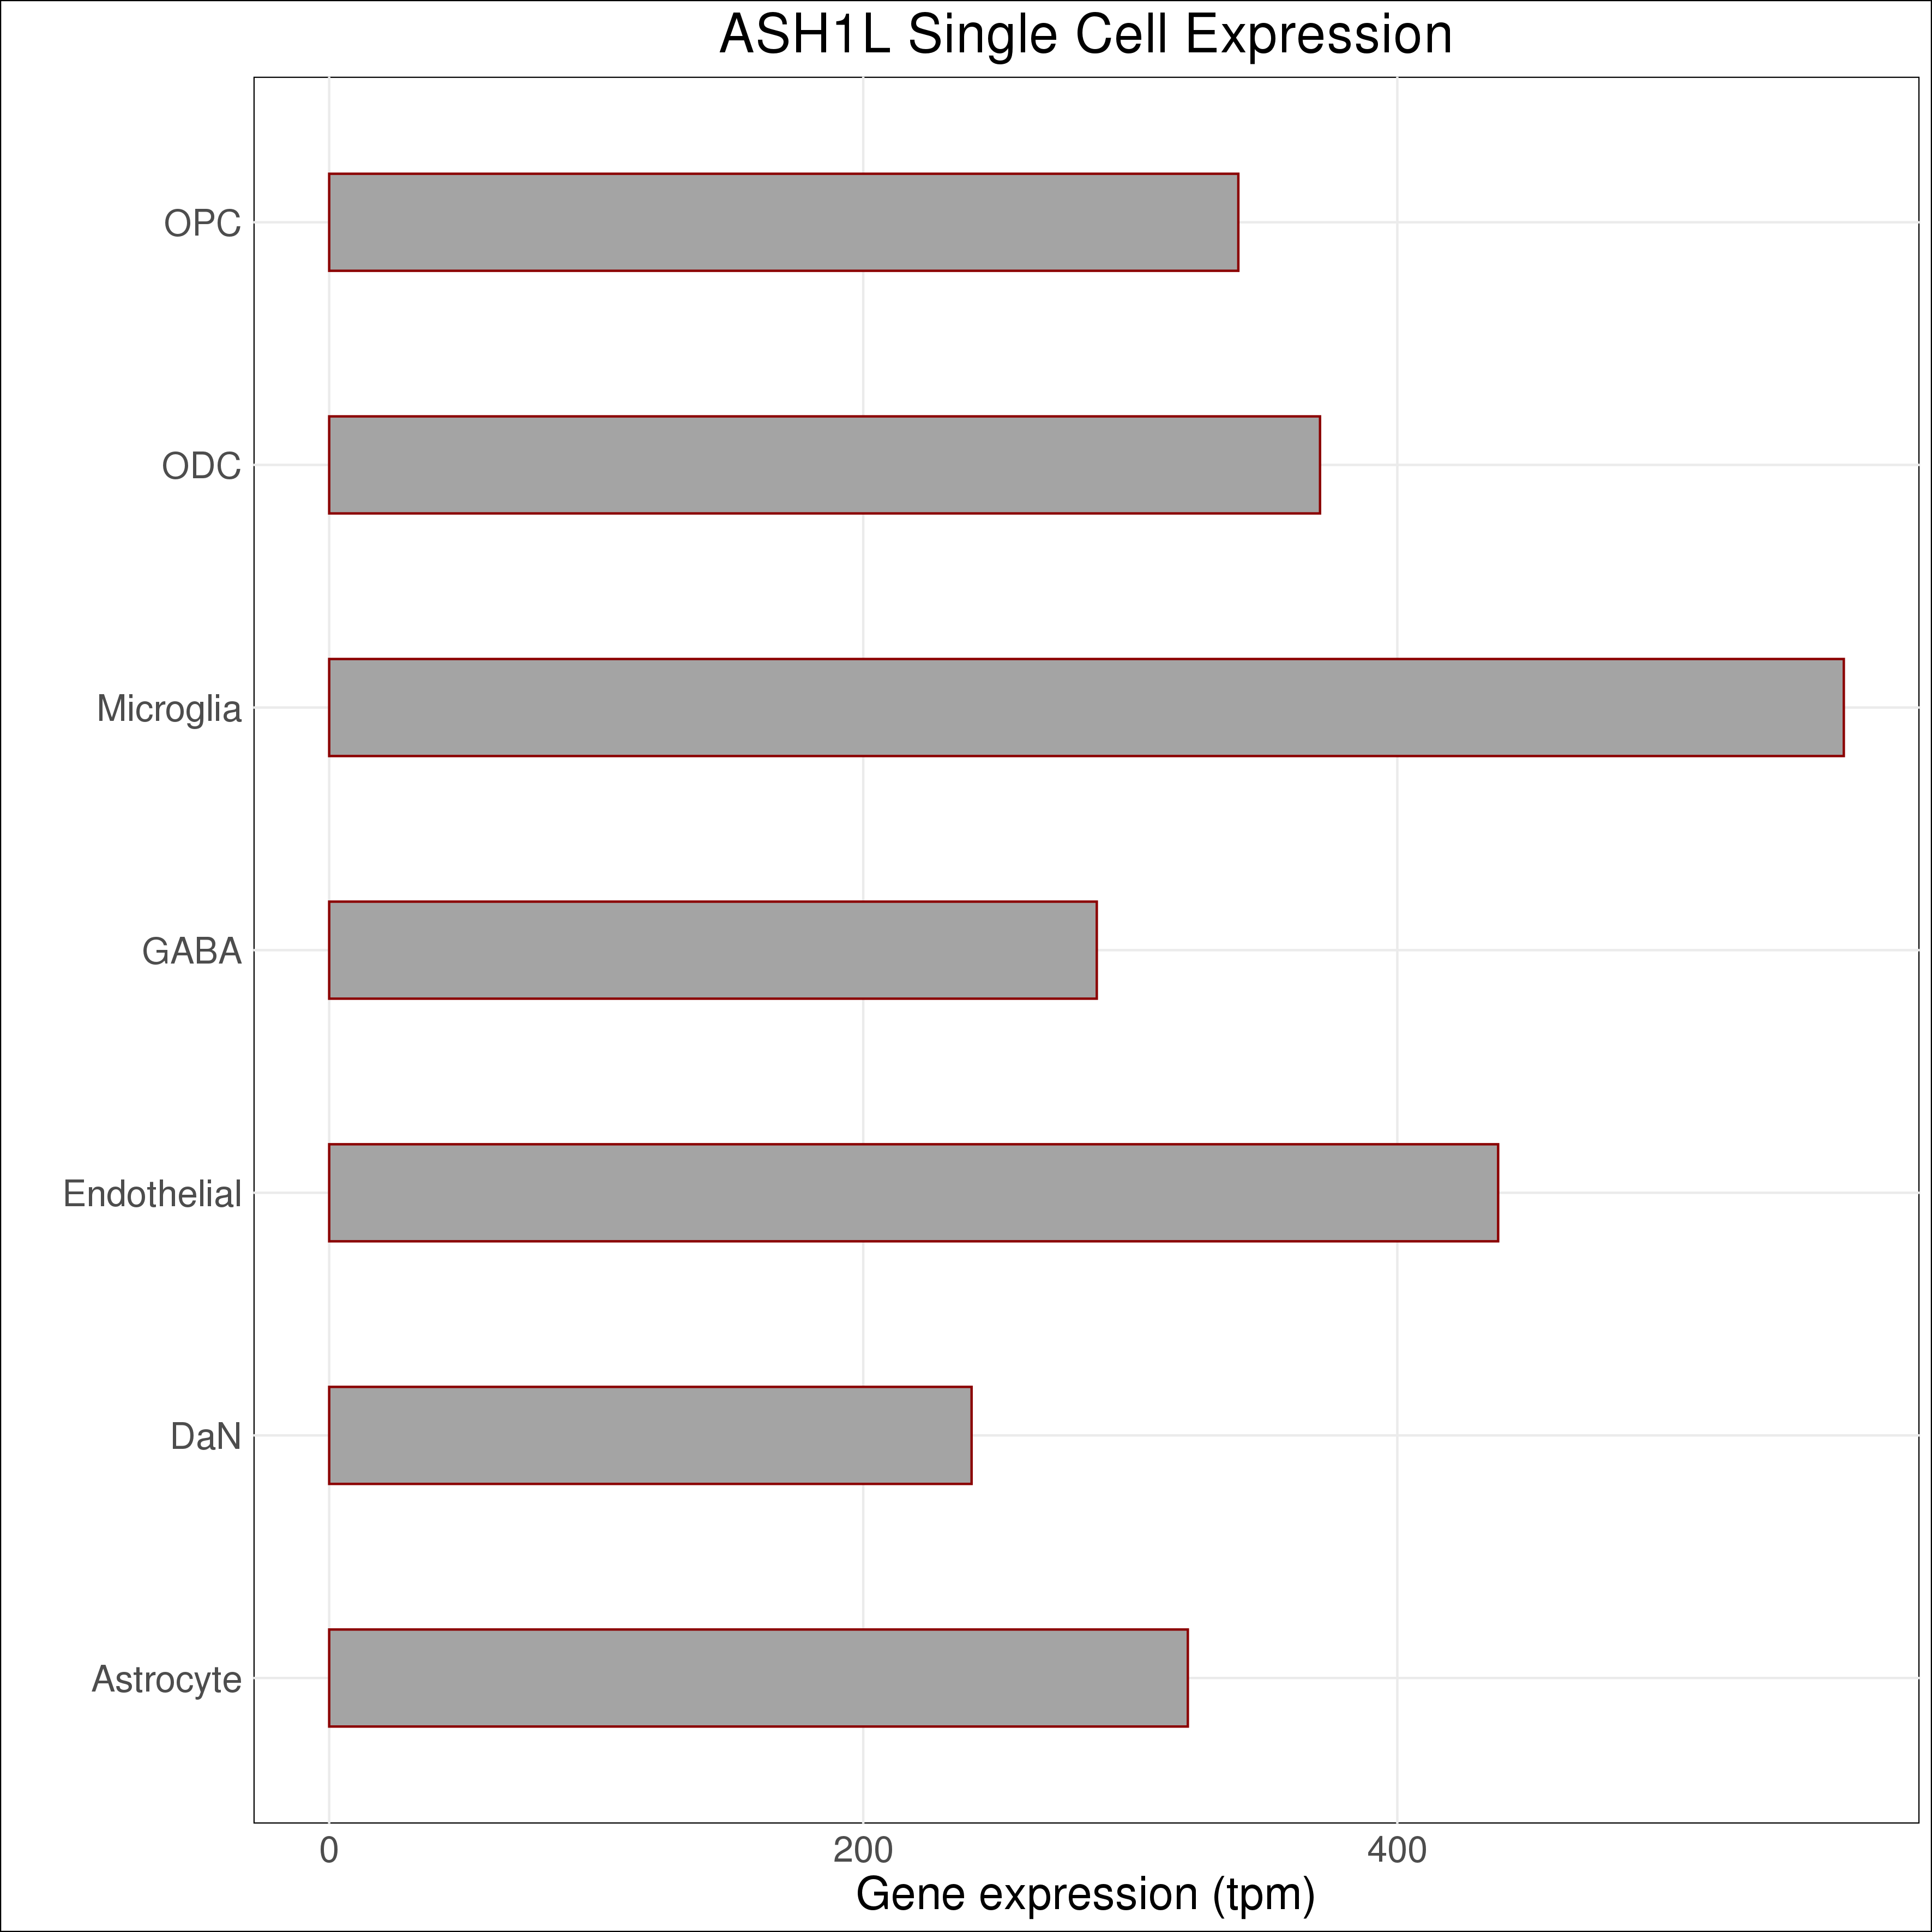 ASH1L Single Cell Expression
OPC
ODC
Microglia
GABA
Endothelial
DaN
Astrocyte
0 200 400
Gene expression (tpm)